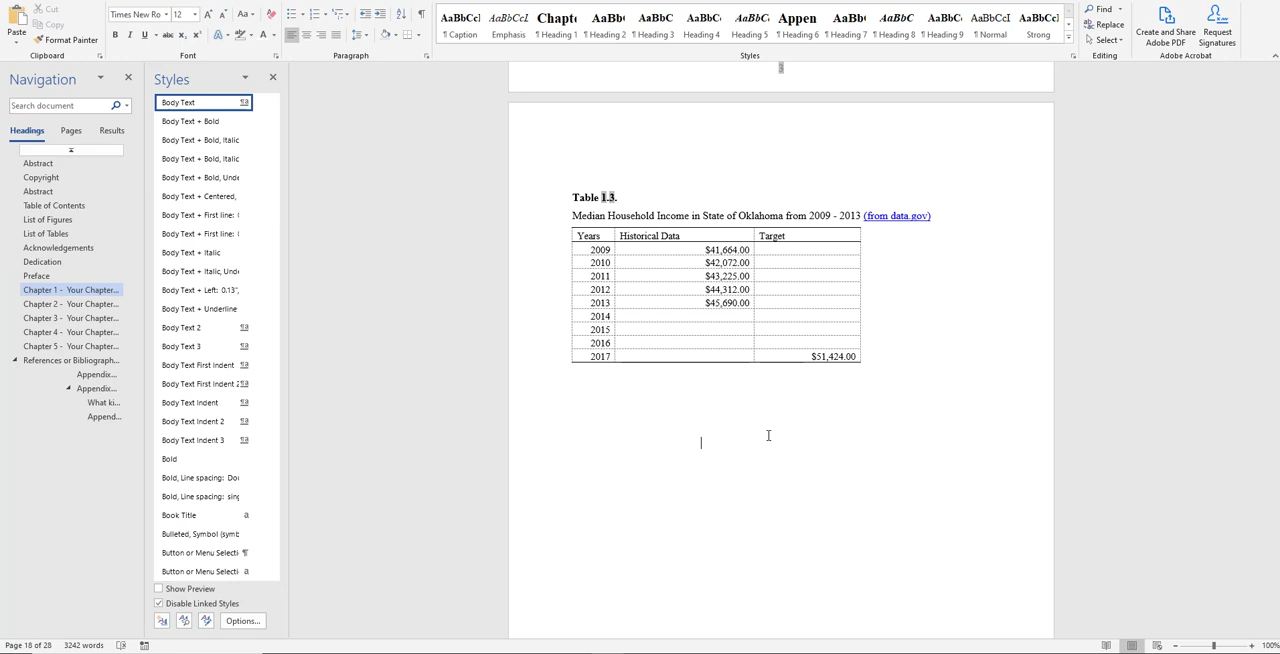 Cut
Copy
Format Painter
Paste
Clipboard
Times New Ro
12
Aa
B I U abc X₂ X²
Font
Paragraph
AaBbCc AaBbCcL Chapte AaBb AaBbC AaBbC AaBbC Appen AaBb AaBbC AaBbC AaBbCcI AaBbCc
¶ Caption Emphasis ¶ Heading 1 ¶ Heading 2 ¶ Heading 3 Heading 4 ¶ Heading 5 ¶ Heading 6 ¶ Heading 7 ¶ Heading 8 ¶ Heading 9 ¶ Normal Strong
Styles
Find
Replace
Select
Editing
Create and Share Adobe PDF
Request Signatures
Adobe Acrobat
Navigation
Search document
Headings Pages Results
Abstract
Copyright
Abstract
Table of Contents
List of Figures
List of Tables
Acknowledgements
Dedication
Preface
Chapter 1 - Your Chapter...
Chapter 2 - Your Chapter...
Chapter 3 - Your Chapter...
Chapter 4 - Your Chapter...
Chapter 5 - Your Chapter...
References or Bibliograph...
Appendix...
Appendix...
What ki...
Append...
Styles
Body Text
Body Text + Bold
Body Text + Bold, Italic
Body Text + Bold, Italic
Body Text + Bold, Unde
Body Text + Centered,
Body Text + First line: (
Body Text + First line: (
Body Text + Italic
Body Text + Italic, Unde
Body Text + Left: 0.13",
Body Text + Underline
Body Text 2
Body Text 3
Body Text First Indent
Body Text First Indent 2
Body Text Indent
Body Text Indent 2
Body Text Indent 3
Bold
Bold, Line spacing: Dou
Bold, Line spacing: sing
Book Title a
Bulleted, Symbol (symb
Button or Menu Selecti ¶
Button or Menu Selecti a
Show Preview
Disable Linked Styles
Options...
3
Table 1.3.
Median Household Income in State of Oklahoma from 2009 - 2013 (from data.gov)
Years Historical Data Target
2009 $41,664.00
2010 $42,072.00
2011 $43,225.00
2012 $44,312.00
2013 $45,690.00
2014
2015
2016
2017 $51,424.00
Page 18 of 28 3242 words
100%